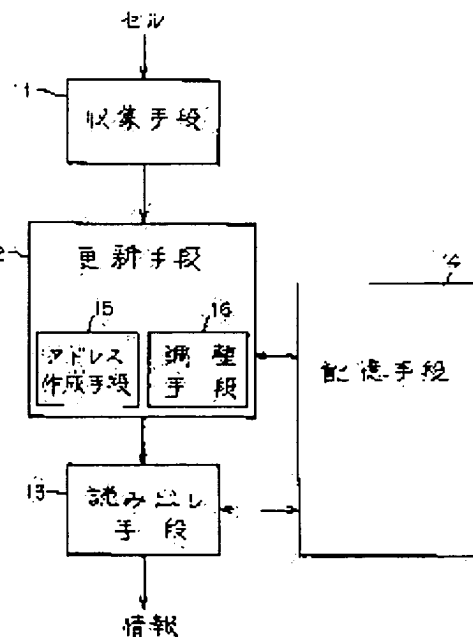 セル
11
収集手段
2
更新手段
14
15
16
アドレス
作成手段
調整
手段
記憶手段
13
読み出し
手段
情報